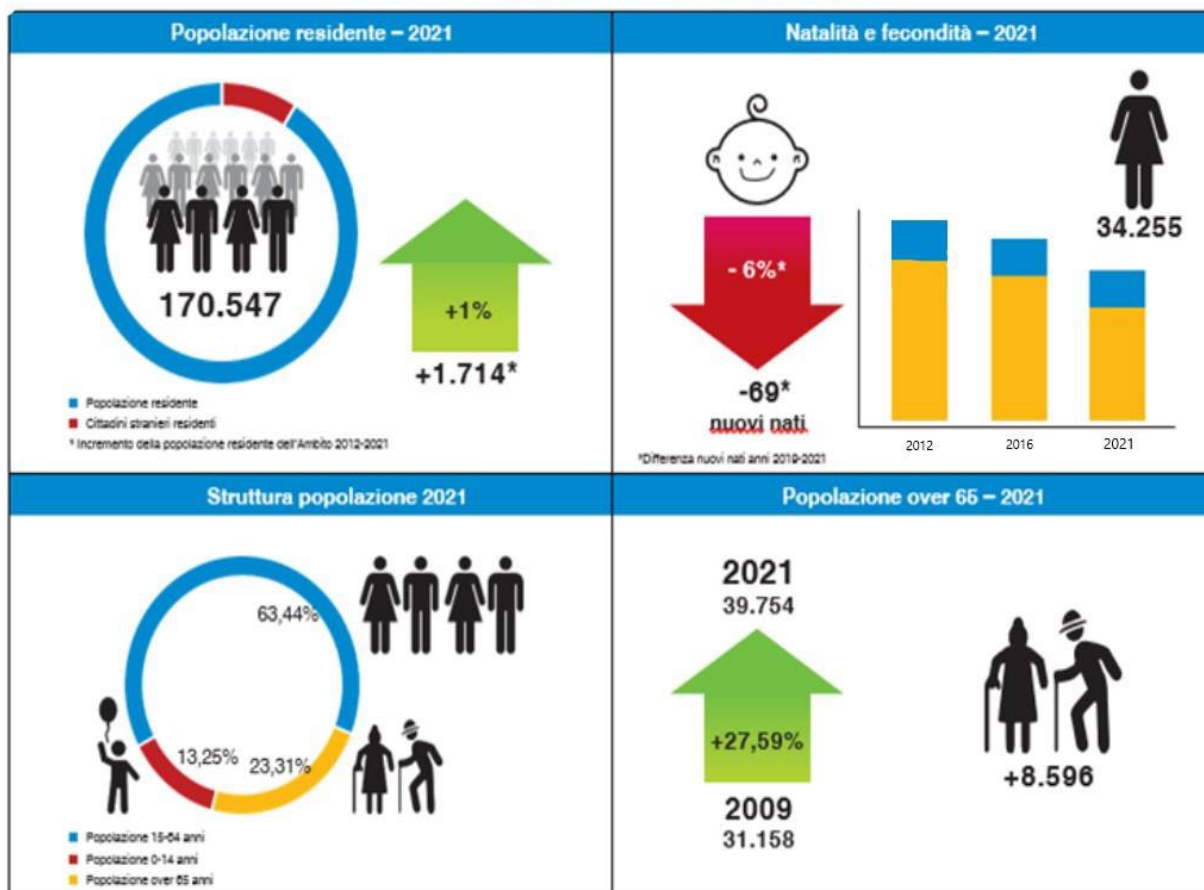 Popolazione residente – 2021
170.547
+1%
+1.714*
Popolazione residente
Cittadini stranieri residenti
* Incremento della popolazione residente dell'Ambito 2012-2021
Natalità e fecondità – 2021
- 6%*
-69*
nuovi nati
*Differenza nuovi nati anni 2019-2021
34.255
2012
2016
2021
Struttura popolazione 2021
63,44%
13,25%
23,31%
Popolazione 15-64 anni
Popolazione 0-14 anni
Popolazione over 65 anni
Popolazione over 65 – 2021
2021
39.754
+27,59%
2009
31.158
+8.596